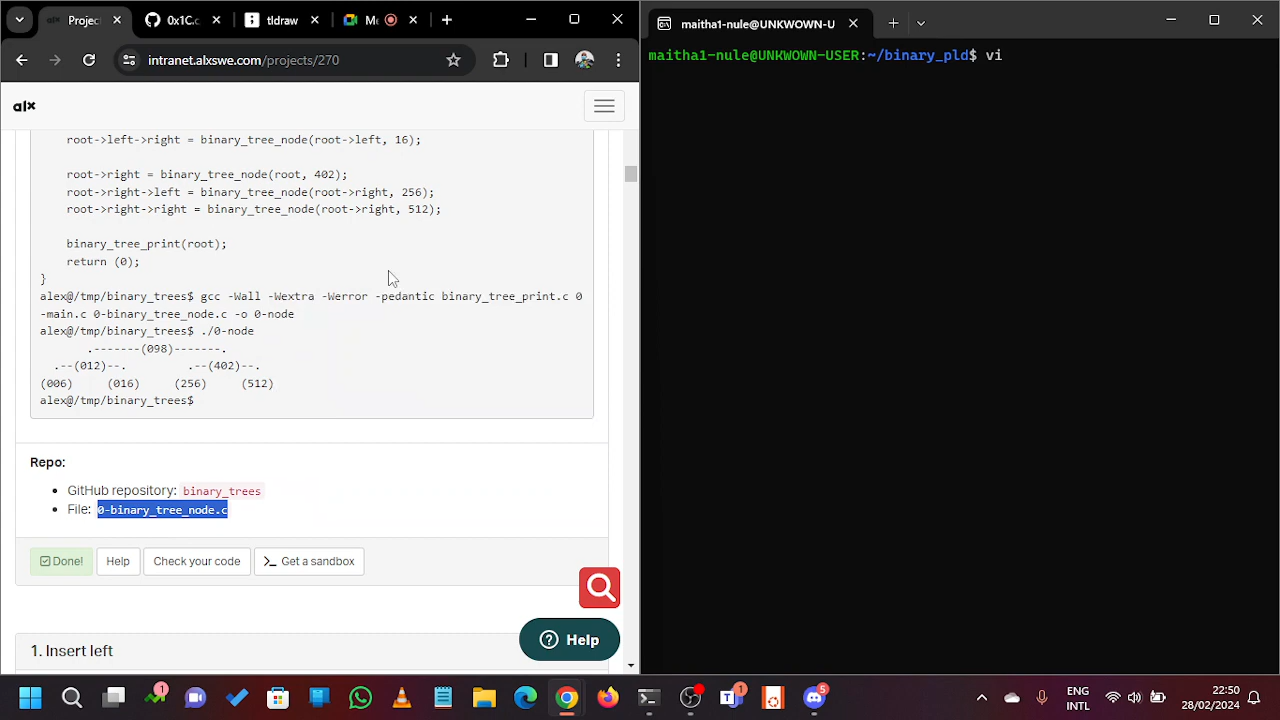 Projec
0x1C.c
tldraw
Me
intranet.alxswe.com/projects/270
alx
root->left->right = binary_tree_node(root->left, 16);
root->right = binary_tree_node(root, 402);
root->right->left = binary_tree_node(root->right, 256);
root->right->right = binary_tree_node(root->right, 512);
binary_tree_print(root);
return (0);
}
alex@/tmp/binary_trees$ gcc -Wall -Wextra -Werror -pedantic binary_tree_print.c 0
-main.c 0-binary_tree_node.c -o 0-node
alex@/tmp/binary_trees$ ./0-node
.-------(098)-------.
.--(012)--. .--(402)--.
(006) (016) (256) (512)
alex@/tmp/binary_trees$
Repo:
GitHub repository: binary_trees
File: 0-binary_tree_node.c
Done! Help Check your code >_ Get a sandbox
Help
1. Insert left
maitha1-nule@UNKWOWN-U
maitha1-nule@UNKWOWN-USER:~/binary_pld$ vi
1
1
5
ENG
INTL
22:50
28/02/2024